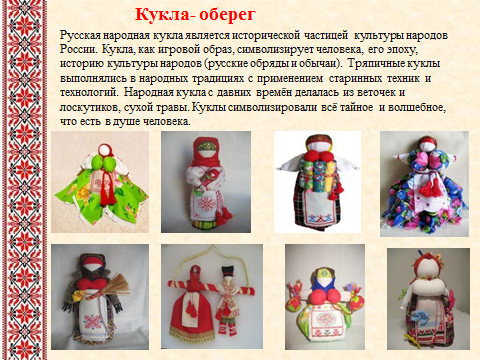 Кукла- оберег
Русская народная кукла является исторической частицей культуры народов
России. Кукла, как игровой образ, символизирует человека, его эпоху,
историю культуры народов (русские обряды и обычаи). Тряпичные куклы
выполнялись в народных традициях с применением старинных техник и
технологий. Народная кукла с давних времён делалась из веточек и
лоскутиков, сухой травы. Куклы символизировали всё тайное и волшебное,
что есть в душе человека.